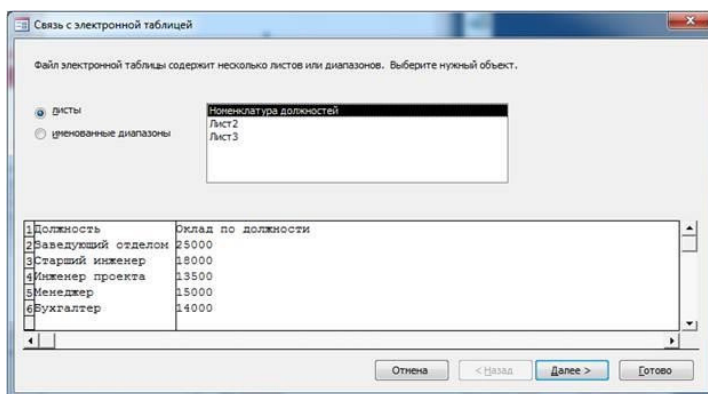 Связь с электронной таблицей
Файл электронной таблицы содержит несколько листов или диапазонов. Выберите нужный объект.
листы
именованные диапазоны
Номенклатура должностей
Лист2
Лист3
1 Должность Оклад по должности
2 Заведующий отделом 25000
3 Старший инженер 18000
4 Инженер проекта 13500
5 Менеджер 15000
6 Бухгалтер 14000
Отмена < Назад Далее > Готово